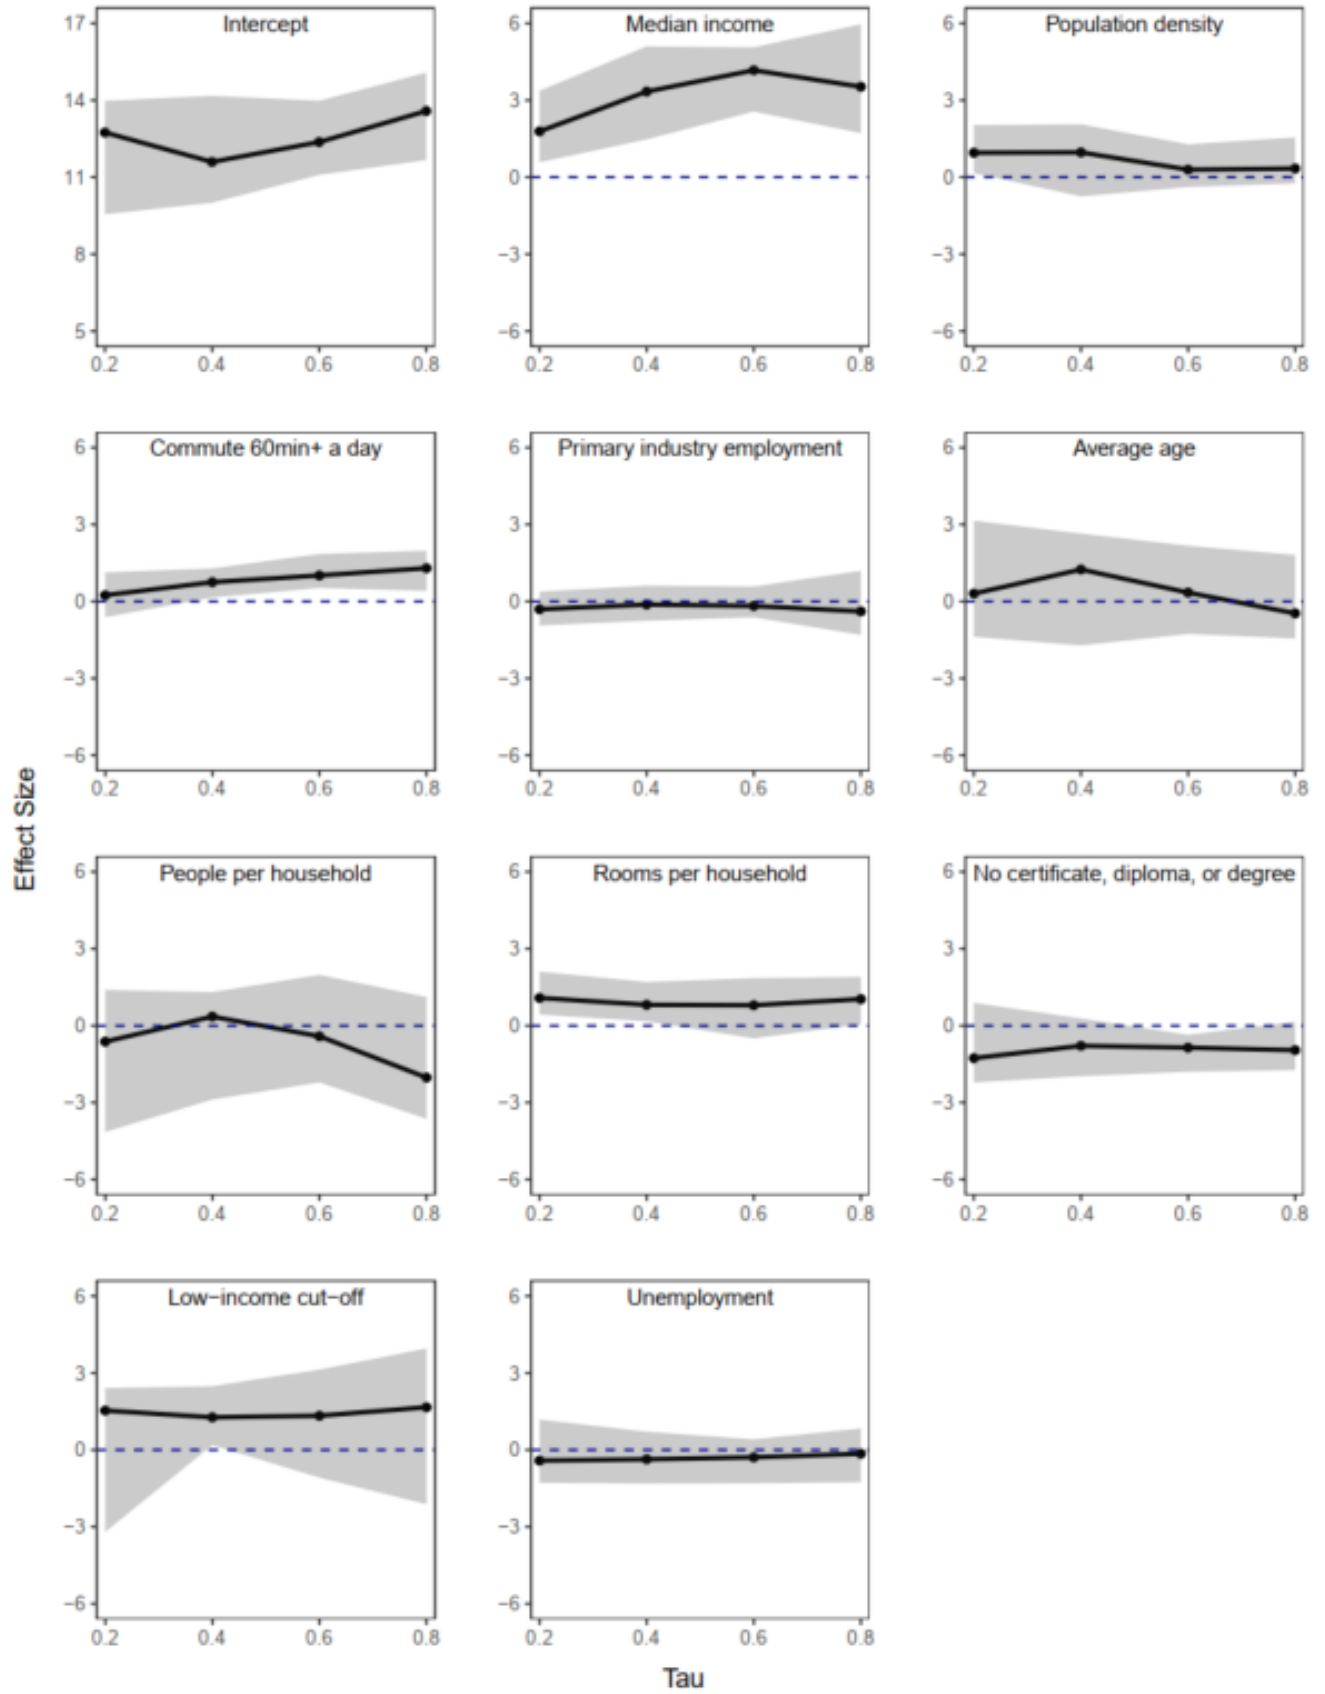 Intercept
Median income
Population density
17
14
11
8
5
6
3
0
−3
−6
6
3
0
−3
−6
0.2 0.4 0.6 0.8
0.2 0.4 0.6 0.8
0.2 0.4 0.6 0.8
Commute 60min+ a day
Primary industry employment
Average age
6
3
0
−3
−6
6
3
0
−3
−6
6
3
0
−3
−6
0.2 0.4 0.6 0.8
0.2 0.4 0.6 0.8
0.2 0.4 0.6 0.8
Effect Size
People per household
Rooms per household
No certificate, diploma, or degree
6
3
0
−3
−6
6
3
0
−3
−6
6
3
0
−3
−6
0.2 0.4 0.6 0.8
0.2 0.4 0.6 0.8
0.2 0.4 0.6 0.8
Low−income cut−off
Unemployment
6
3
0
−3
−6
6
3
0
−3
−6
0.2 0.4 0.6 0.8
0.2 0.4 0.6 0.8
Tau